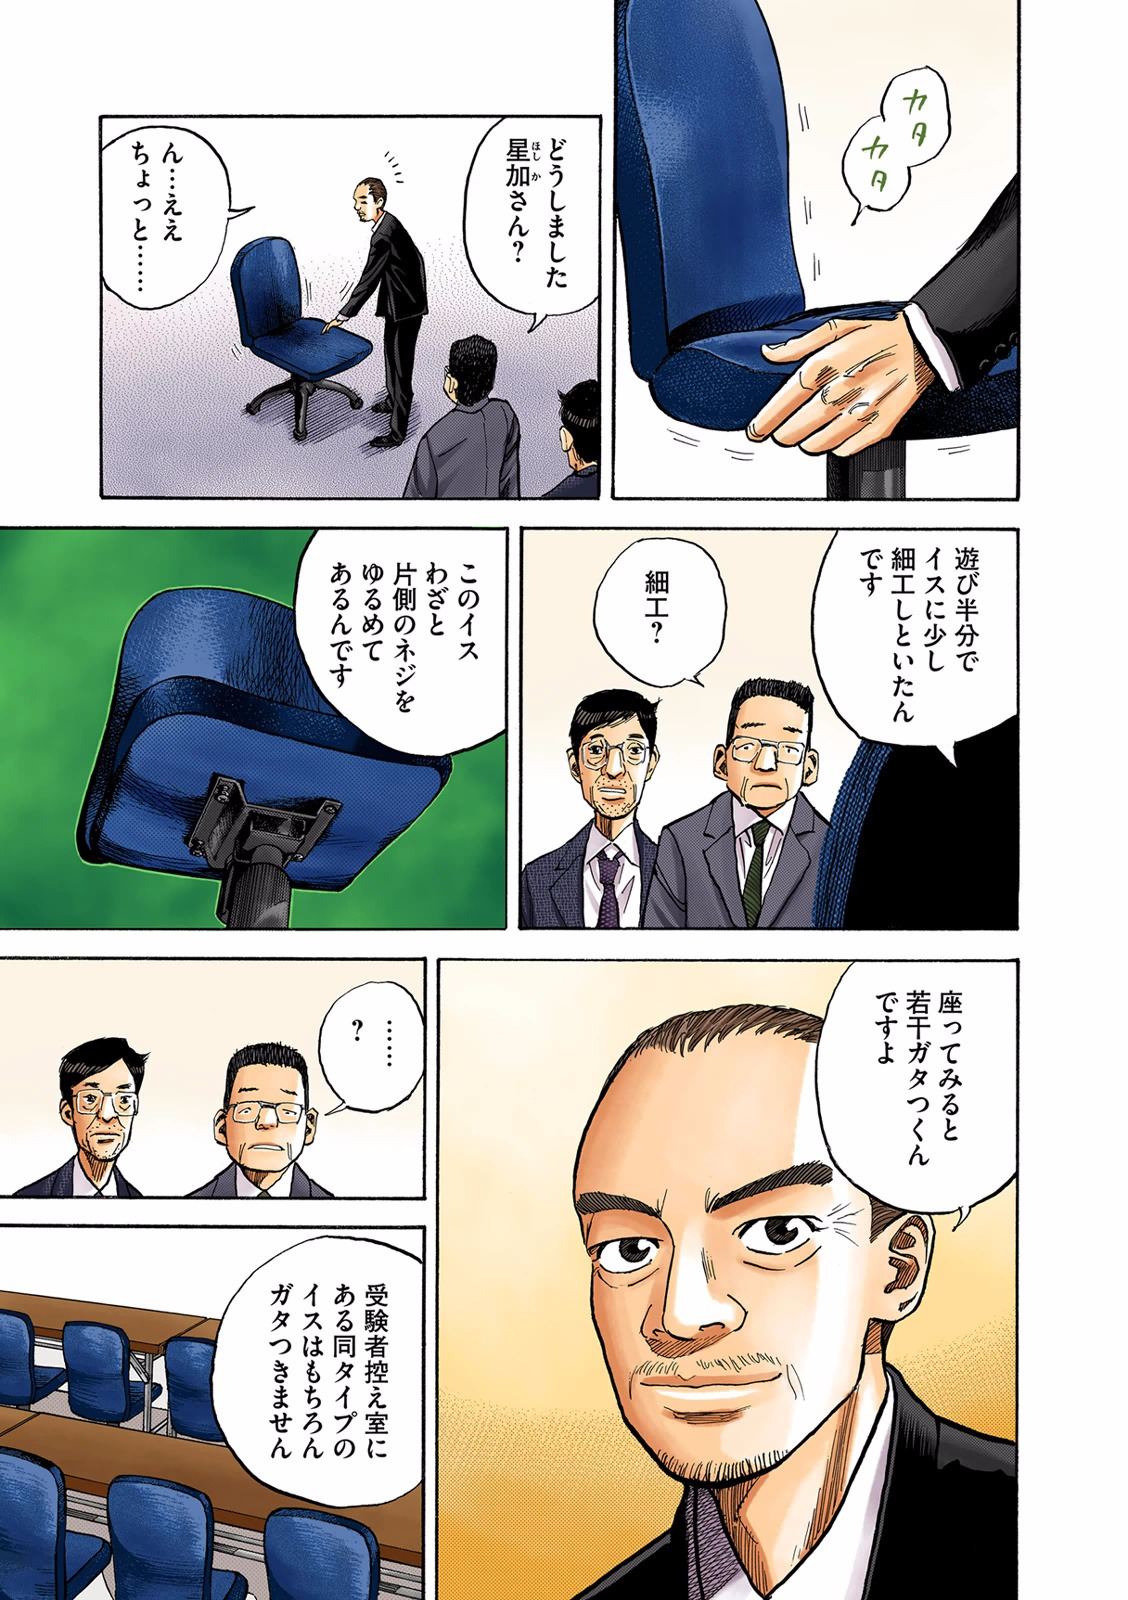 カタ
カタ
どうしました
星加さん?
ほしか
ん…ええ
ちょっと……
遊び半分で
イスに少し
細工しといたん
です
細工?
このイス
わざと
片側のネジを
ゆるめて
あるんです
座ってみると
若干ガタつくん
ですよ
……
?
受験者控え室に
ある同タイプの
イスはもちろん
ガタつきません